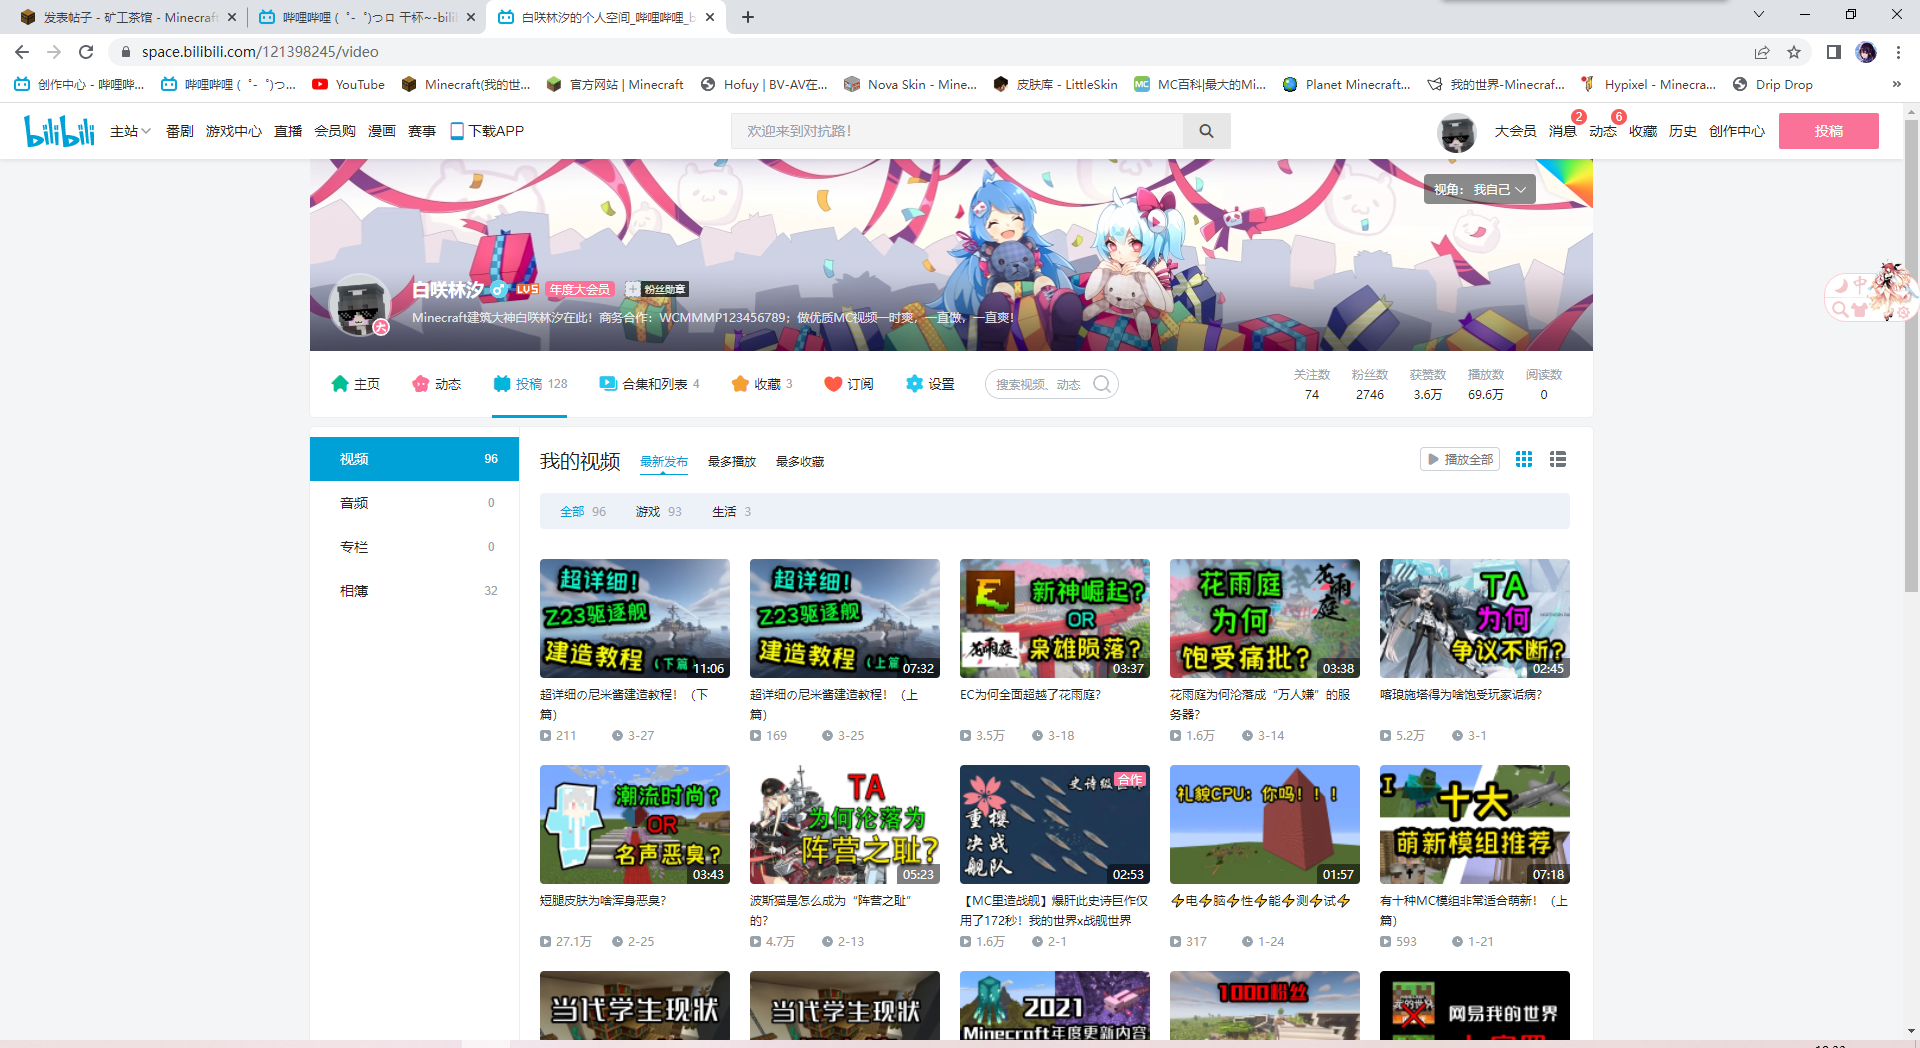 发表帖子 - 矿工茶馆 - Minecraft
哔哩哔哩 (゜-゜)つロ 干杯~-bili
白咲林汐的个人空间_哔哩哔哩_b
space.bilibili.com/121398245/video
创作中心 - 哔哩哔...
哔哩哔哩 (゜-゜)つ...
YouTube
Minecraft(我的世...
官方网站 | Minecraft
Hofuy | BV-AV在...
Nova Skin - Mine...
皮肤库 - LittleSkin
MC百科|最大的Mi...
Planet Minecraft...
我的世界-Minecraf...
Hypixel - Minecra...
Drip Drop
»
bilibili
主站 番剧 游戏中心 直播 会员购 漫画 赛事 下载APP
欢迎来到对抗路！
大会员 消息 2 动态 6 收藏 历史 创作中心 投稿
视角： 我自己
中
白咲林汐 LV5 年度大会员 粉丝勋章
大
Minecraft建筑大神白咲林汐在此！商务合作：WCMMMP123456789；做优质MC视频一时爽，一直做，一直爽！
主页 动态 投稿 128 合集和列表 4 收藏 3 订阅 设置
搜索视频、动态
关注数 粉丝数 获赞数 播放数 阅读数
74 2746 3.6万 69.6万 0
视频 96
音频 0
专栏 0
相簿 32
我的视频 最新发布 最多播放 最多收藏
播放全部
全部 96 游戏 93 生活 3
超详细！
Z23驱逐舰
建造教程（下篇）
11:06
超详细の尼米酱建造教程！（下
篇）
211 3-27
超详细！
Z23驱逐舰
建造教程（上篇）
07:32
超详细の尼米酱建造教程！（上
篇）
169 3-25
E
新神崛起？
OR
花雨庭
枭雄陨落？
03:37
EC为何全面超越了花雨庭？
3.5万 3-18
花雨庭
为何
饱受痛批？
花雨庭
03:38
花雨庭为何沦落成“万人嫌”的服
务器？
1.6万 3-14
TA
为何
争议不断？
02:45
喀琅施塔得为啥饱受玩家诟病？
5.2万 3-1
潮流时尚？
OR
名声恶臭？
03:43
短腿皮肤为啥浑身恶臭？
27.1万 2-25
TA
为何沦落为
阵营之耻？
05:23
波斯猫是怎么成为“阵营之耻”
的？
4.7万 2-13
合作
重樱
决战
舰队
02:53
【MC里造战舰】爆肝此史诗巨作仅
用了172秒！我的世界x战舰世界
1.6万 2-1
礼貌CPU：你吗！！！
01:57
⚡电⚡脑⚡性⚡能⚡测⚡试⚡
317 1-24
十大
萌新模组推荐
07:18
有十种MC模组非常适合萌新！（上
篇）
593 1-21
当代学生现状
当代学生现状
2021
Minecraft年度更新内容
1000粉丝
我的世界
网易我的世界